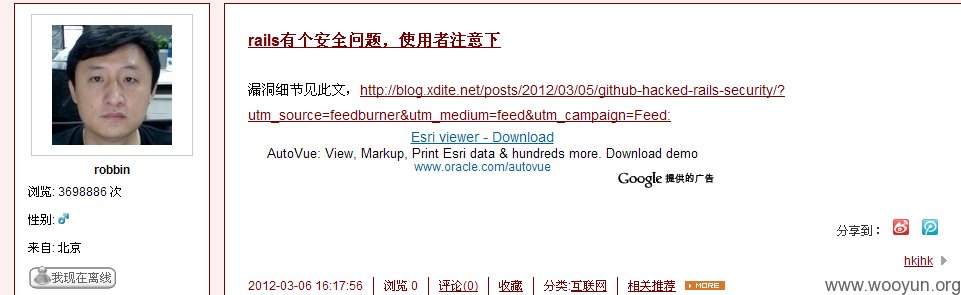 robbin
浏览: 3698886 次
性别:
来自: 北京
我现在离线
rails有个安全问题，使用者注意下
漏洞细节见此文，http://blog.xdite.net/posts/2012/03/05/github-hacked-rails-security/?
utm_source=feedburner&utm_medium=feed&utm_campaign=Feed:
Esri viewer - Download
AutoVue: View, Markup, Print Esri data & hundreds more. Download demo
www.oracle.com/autovue
Google 提供的广告
分享到：
hkjhk
2012-03-06 16:17:56 浏览 0 评论(0) 收藏 分类:互联网 相关推荐 MORE
www.wooyun.org